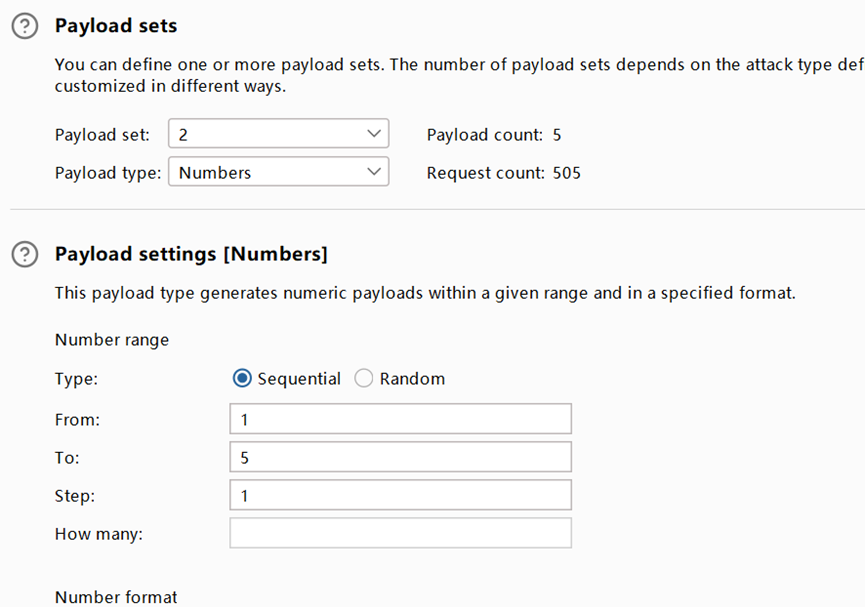 Payload sets
You can define one or more payload sets. The number of payload sets depends on the attack type def
customized in different ways.
Payload set: 2 Payload count: 5
Payload type: Numbers Request count: 505
Payload settings [Numbers]
This payload type generates numeric payloads within a given range and in a specified format.
Number range
Type: Sequential Random
From: 1
To: 5
Step: 1
How many:
Number format